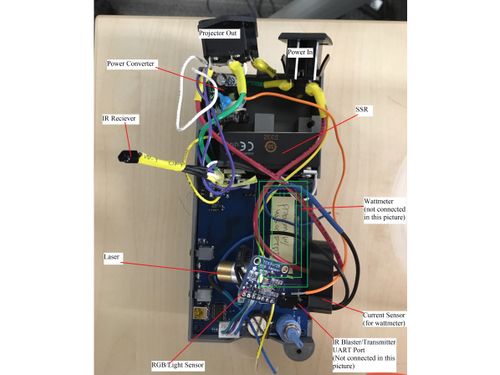 Projector Out
Power In
Power Converter
SSR
IR Reciever
Wattmeter
(not connected
in this picture)
Laser
Current Sensor
(for wattmeter)
IR Blaster/Transmitter
UART Port
(Not connected in this
picture)
RGB/Light Sensor